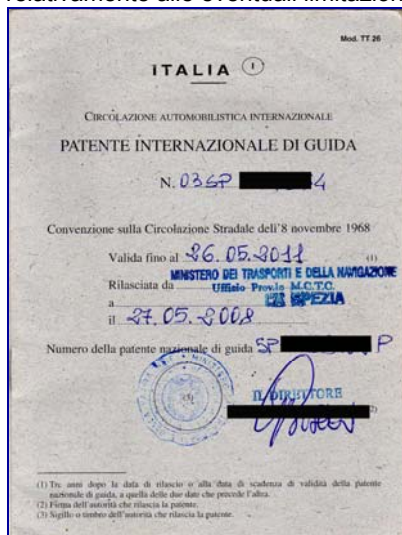 relativamente alle eventuali limitazion
Mod. TT 26
ITALIA I
CIRCOLAZIONE AUTOMOBILISTICA INTERNAZIONALE
PATENTE INTERNAZIONALE DI GUIDA
N. 03SP 4
Convenzione sulla Circolazione Stradale dell'8 novembre 1968
Valida fino al 26.05.2011 (1)
MINISTERO DEI TRASPORTI E DELLA NAVIGAZIONE
Rilasciata da Ufficio Prov.le M.C.T.C.
a LA SPEZIA
il 27.05.2008
Numero della patente nazionale di guida SP P
IL DIRETTORE
2)
(1) Tre anni dopo la data di rilascio o alla data di scadenza di validità della patente
nazionale di guida, a quella delle due date che precede l'altra.
(2) Firma dell'autorità che rilascia la patente.
(3) Sigillo o timbro dell'autorità che rilascia la patente.